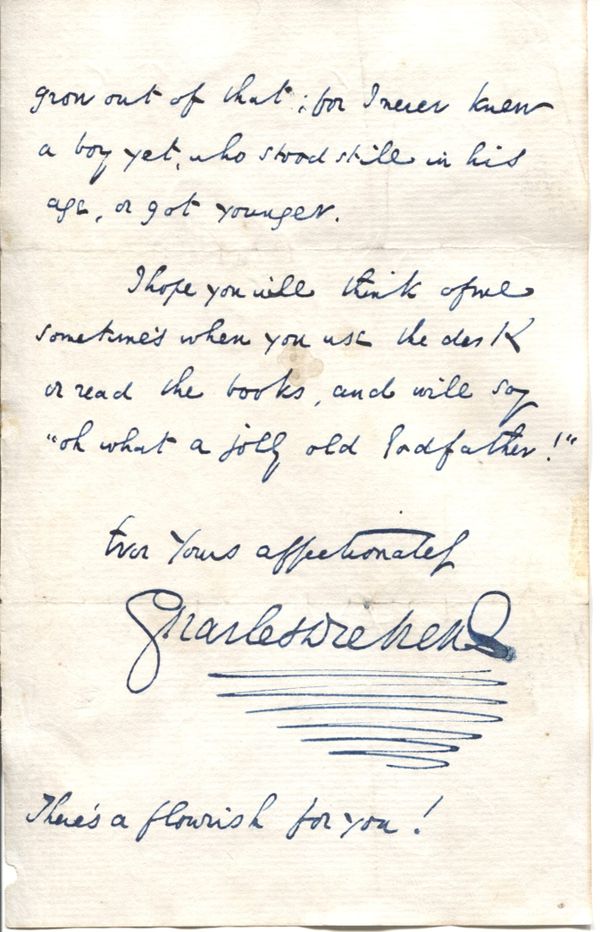 grow out of that; for I never knew
a boy yet, who stood still in his
age, or got younger.
I hope you will think of me
sometimes when you use the desk
or read the books, and will say
"oh what a jolly old Godfather!"
Ever Yours affectionately
Charles Dickens
There's a flourish for you!